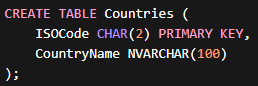 CREATE TABLE Countries (
    ISOCode CHAR(2) PRIMARY KEY,
    CountryName NVARCHAR(100)
);